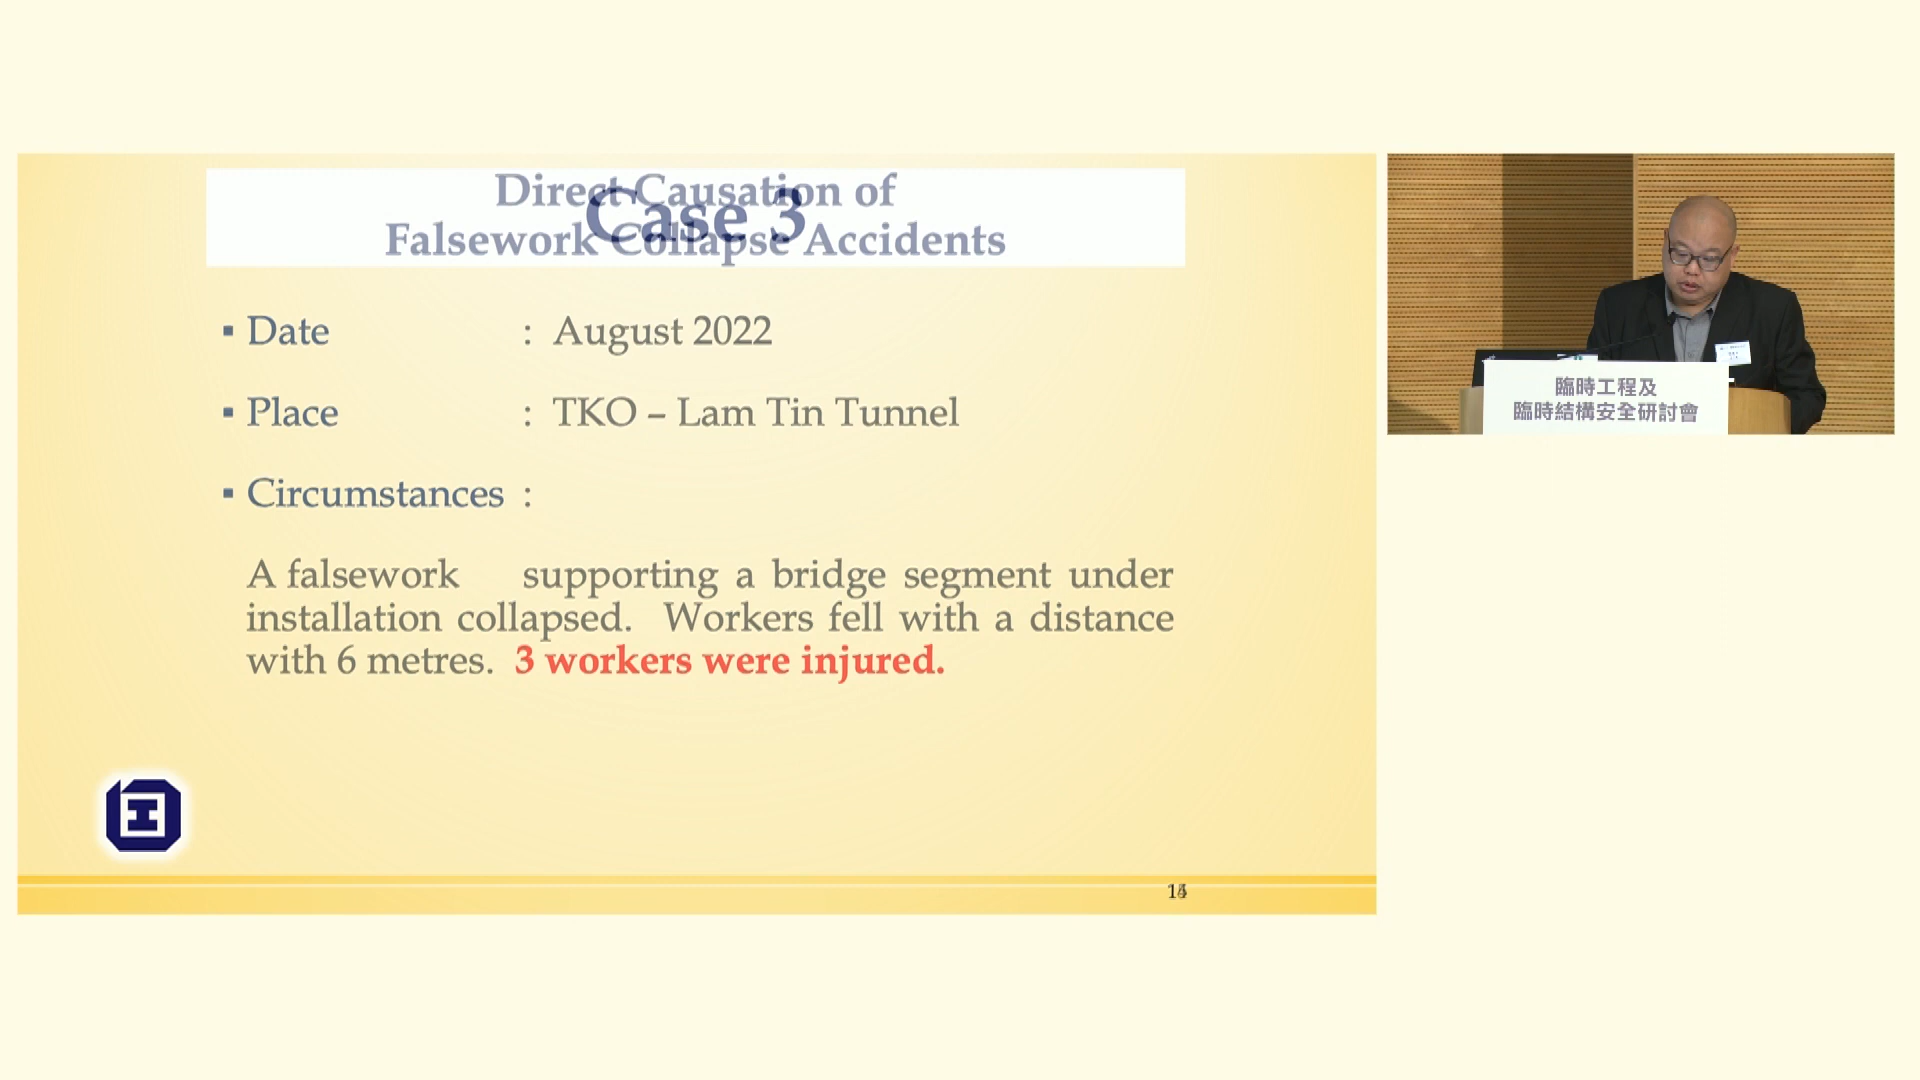 Direct Causation of
Case 3
Falsework Collapse Accidents
▪ Date : August 2022
▪ Place : TKO – Lam Tin Tunnel
▪ Circumstances :
A falsework supporting a bridge segment under
installation collapsed. Workers fell with a distance
with 6 metres. 3 workers were injured.
臨時工程及
臨時結構安全研討會